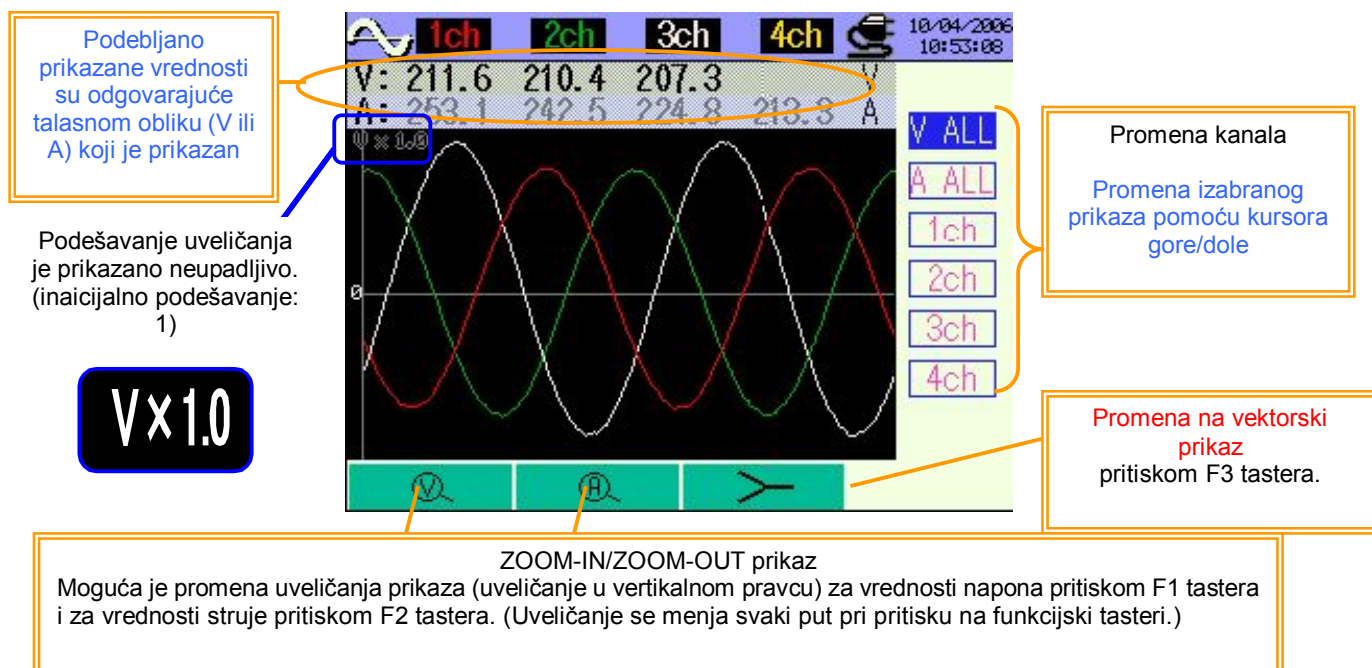 Podebljano
prikazane vrednosti
su odgovarajuće
talasnom obliku (V ili
A) koji je prikazan
Podešavanje uveličanja
je prikazano neupadljivo.
(inaicijalno podešavanje:
1)
V×1.0
1ch 2ch 3ch 4ch 10/04/2006
10:53:08
V: 211.6 210.4 207.3 V
A: 253.1 242.5 224.8 213.3 A
V×1.0
0
V ALL
A ALL
1ch
2ch
3ch
4ch
V A
Promena kanala
Promena izabranog
prikaza pomoću kursora
gore/dole
Promena na vektorski
prikaz
pritiskom F3 tastera.
ZOOM-IN/ZOOM-OUT prikaz
Moguća je promena uveličanja prikaza (uveličanje u vertikalnom pravcu) za vrednosti napona pritiskom F1 tastera
i za vrednosti struje pritiskom F2 tastera. (Uveličanje se menja svaki put pri pritisku na funkcijski tasteri.)